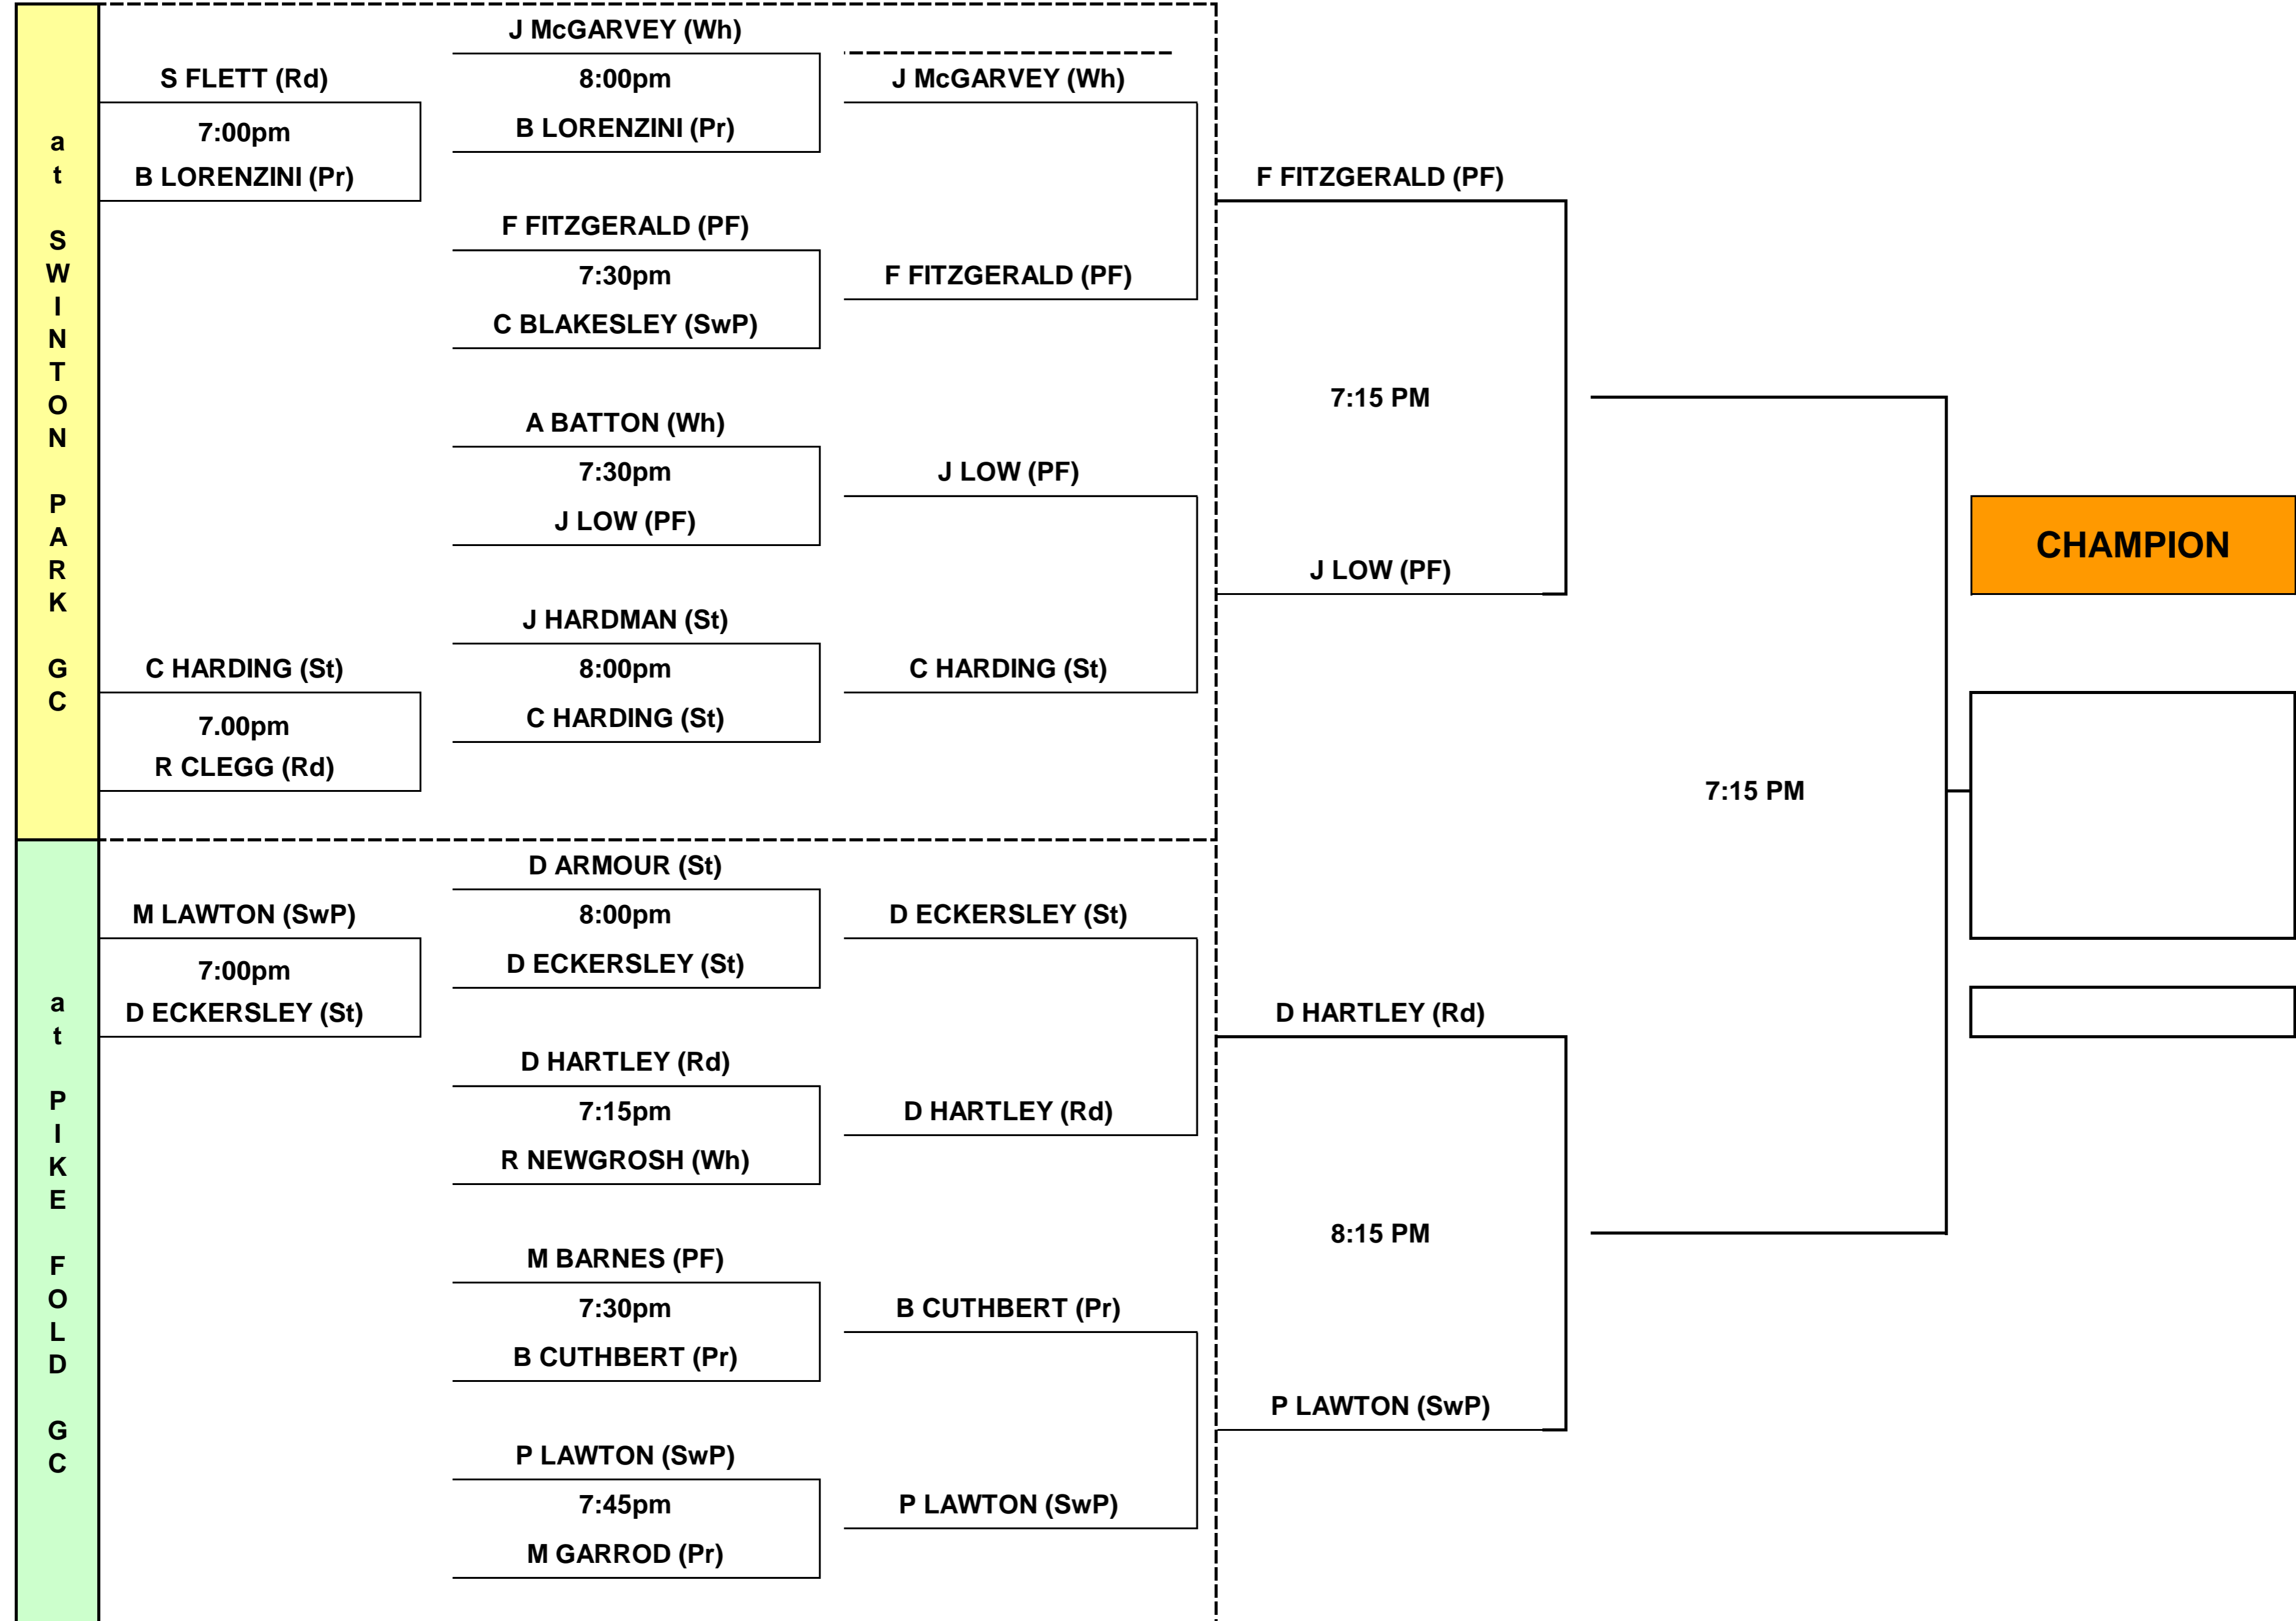 at SWINTON PARK GC
J McGARVEY (Wh)
S FLETT (Rd)
8:00pm
J McGARVEY (Wh)
7:00pm
B LORENZINI (Pr)
B LORENZINI (Pr)
F FITZGERALD (PF)
F FITZGERALD (PF)
7:30pm
F FITZGERALD (PF)
C BLAKESLEY (SwP)
7:15 PM
A BATTON (Wh)
7:30pm
J LOW (PF)
J LOW (PF)
CHAMPION
J LOW (PF)
J HARDMAN (St)
C HARDING (St)
8:00pm
C HARDING (St)
7.00pm
C HARDING (St)
R CLEGG (Rd)
7:15 PM
at PIKE FOLD GC
D ARMOUR (St)
M LAWTON (SwP)
8:00pm
D ECKERSLEY (St)
7:00pm
D ECKERSLEY (St)
D ECKERSLEY (St)
D HARTLEY (Rd)
D HARTLEY (Rd)
7:15pm
D HARTLEY (Rd)
R NEWGROSH (Wh)
8:15 PM
M BARNES (PF)
7:30pm
B CUTHBERT (Pr)
B CUTHBERT (Pr)
P LAWTON (SwP)
P LAWTON (SwP)
7:45pm
P LAWTON (SwP)
M GARROD (Pr)